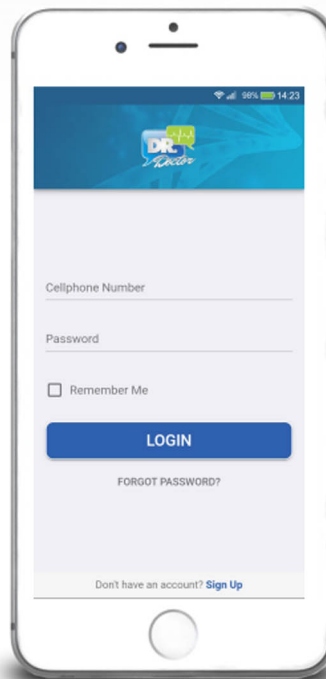 98% 14:23
DR.
Doctor
Cellphone Number
Password
Remember Me
LOGIN
FORGOT PASSWORD?
Don't have an account? Sign Up